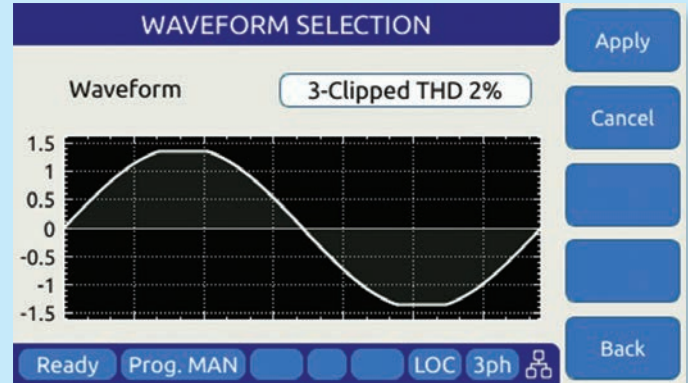 WAVEFORM SELECTION
Waveform
3-Clipped THD 2%
1.5
1
0.5
0
-0.5
-1
-1.5
Ready
Prog. MAN
LOC
3ph
Apply
Cancel
Back